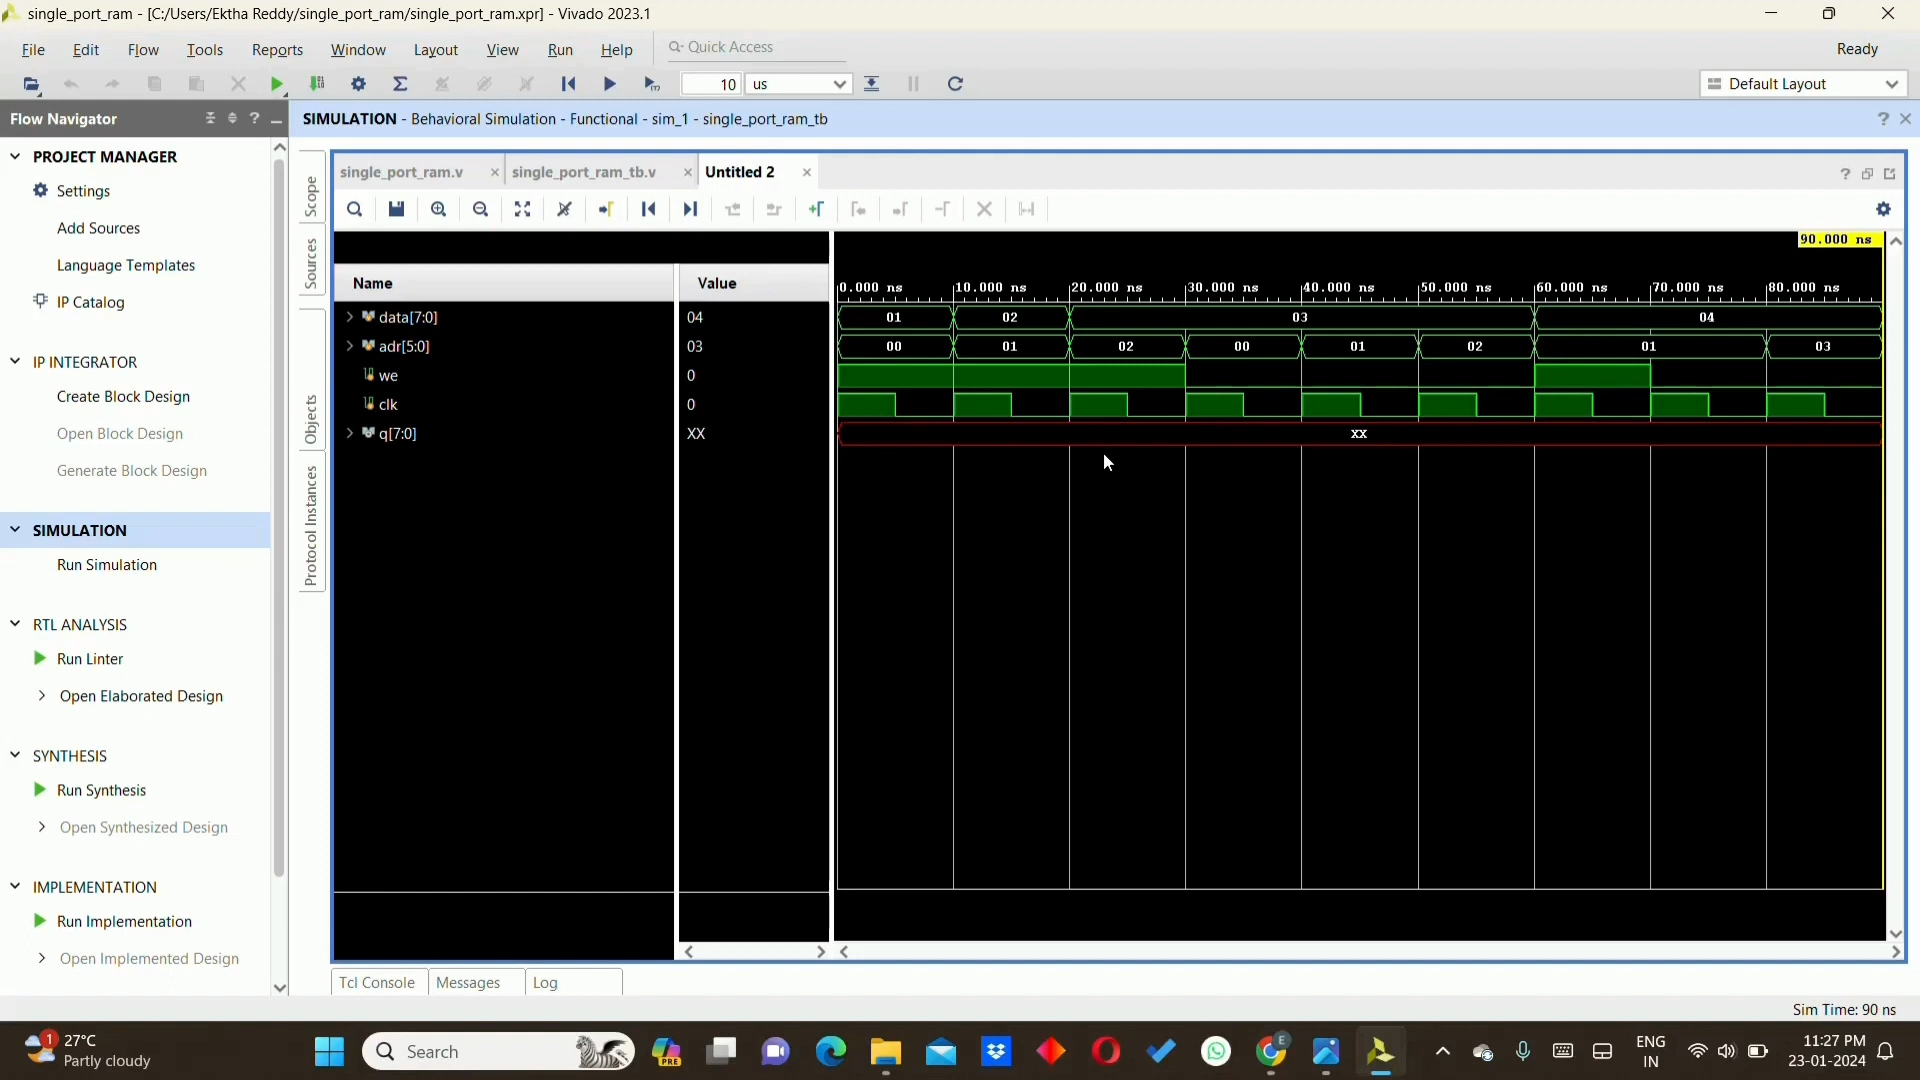 single_port_ram - [C:/Users/Ektha Reddy/single_port_ram/single_port_ram.xpr] - Vivado 2023.1
File Edit Flow Tools Reports Window Layout View Run Help Quick Access
Ready
10 us
Default Layout
Flow Navigator
SIMULATION - Behavioral Simulation - Functional - sim_1 - single_port_ram_tb
PROJECT MANAGER
Settings
Add Sources
Language Templates
IP Catalog
IP INTEGRATOR
Create Block Design
Open Block Design
Generate Block Design
SIMULATION
Run Simulation
RTL ANALYSIS
Run Linter
Open Elaborated Design
SYNTHESIS
Run Synthesis
Open Synthesized Design
IMPLEMENTATION
Run Implementation
Open Implemented Design
Scope
Sources
Objects
Protocol Instances
single_port_ram.v single_port_ram_tb.v Untitled 2
90.000 ns
Name Value 0.000 ns 10.000 ns 20.000 ns 30.000 ns 40.000 ns 50.000 ns 60.000 ns 70.000 ns 80.000 ns
data[7:0] 04 01 02 03 04
adr[5:0] 03 00 01 02 00 01 02 01 03
we 0
clk 0
q[7:0] XX XX
Tcl Console Messages Log
Sim Time: 90 ns
1 27°C
Partly cloudy
Search
PRE
E
ENG
IN
11:27 PM
23-01-2024